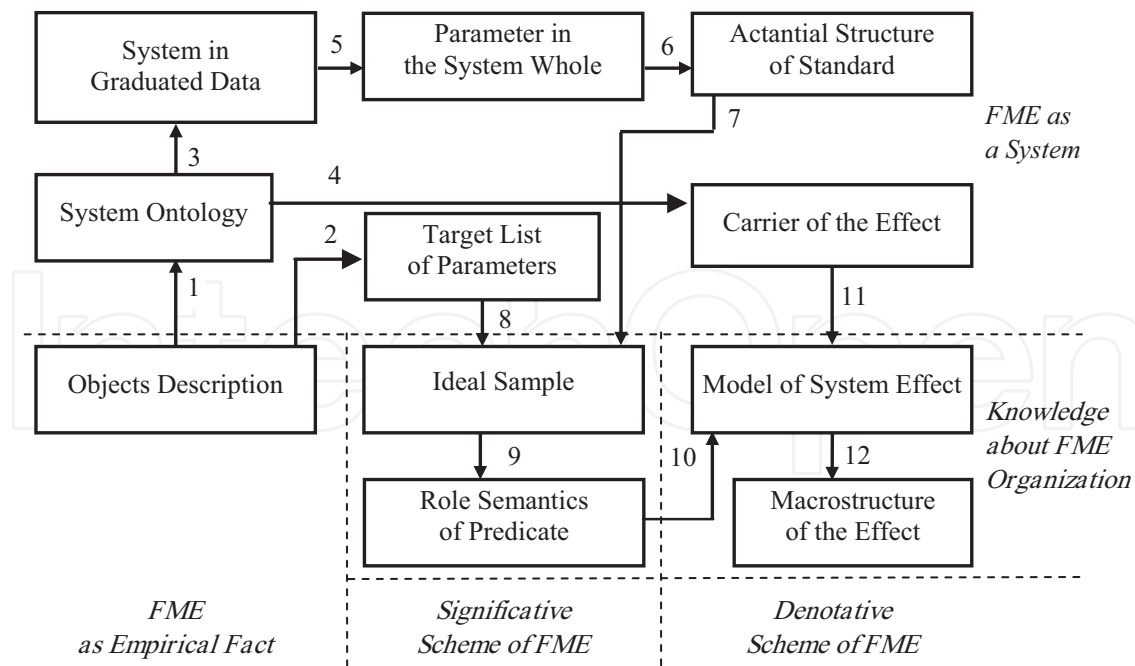 System in
Graduated Data
5
Parameter in
the System Whole
6
Actantial Structure
of Standard
7
FME as
a System
3
4
System Ontology
2
Target List
of Parameters
Carrier of the Effect
1
8
11
Objects Description
Ideal Sample
Model of System Effect
Knowledge
about FME
Organization
9
10
12
Role Semantics
of Predicate
Macrostructure
of the Effect
FME
as Empirical Fact
Significative
Scheme of FME
Denotative
Scheme of FME
IntechOpen